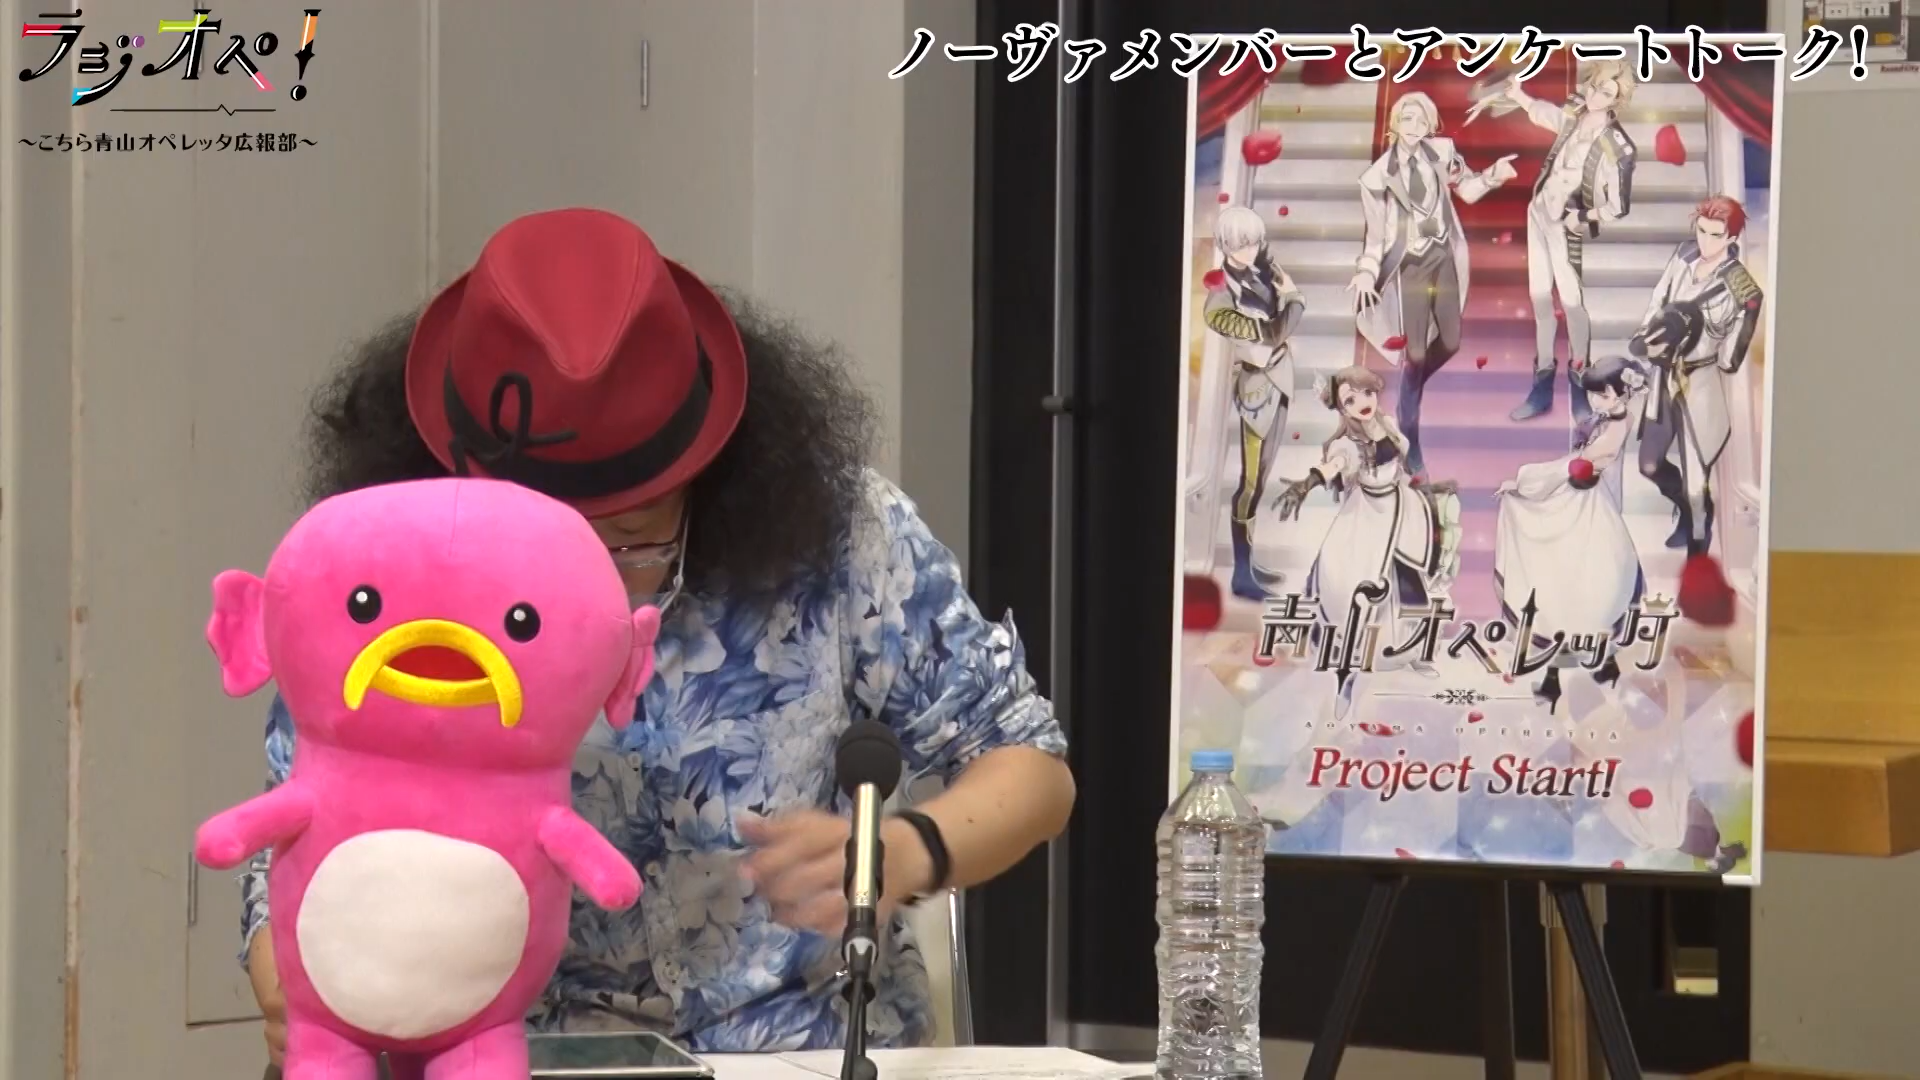 ラジオペ!
〜こちら青山オペレッタ広報部〜
ノーヴァメンバーとアンケートトーク!
青山オペレッタ
AOYAMA OPERETTA
Project Start!